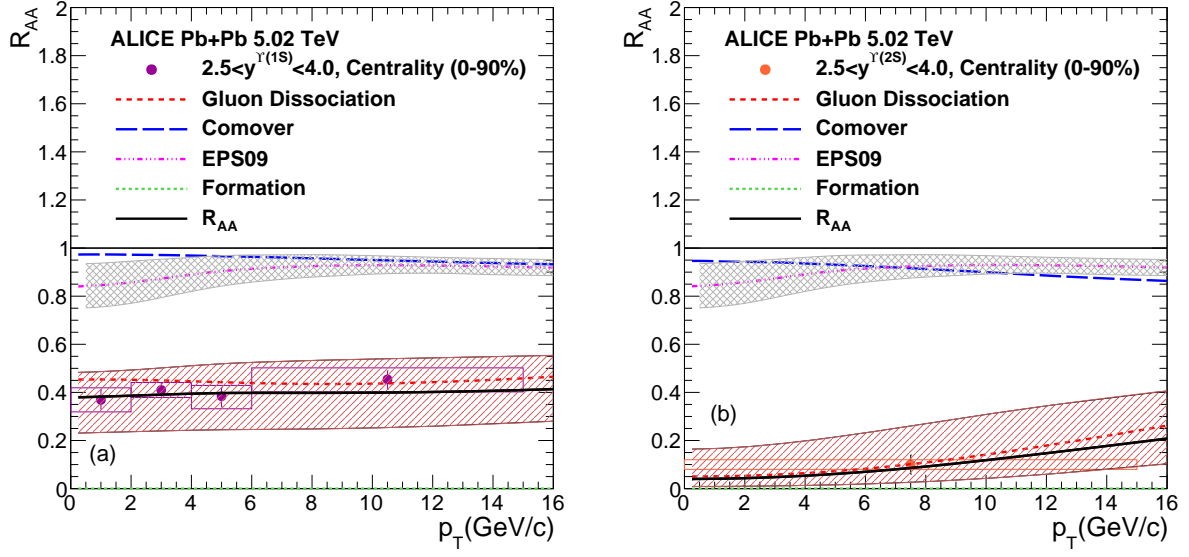 R_AA
ALICE Pb+Pb 5.02 TeV
2.5<y^ϒ(1S)<4.0, Centrality (0-90%)
Gluon Dissociation
Comover
EPS09
Formation
R_AA
2
1.8
1.6
1.4
1.2
1
0.8
0.6
0.4
0.2
0
(a)
0 2 4 6 8 10 12 14 16
p_T(GeV/c)
R_AA
ALICE Pb+Pb 5.02 TeV
2.5<y^ϒ(2S)<4.0, Centrality (0-90%)
Gluon Dissociation
Comover
EPS09
Formation
R_AA
2
1.8
1.6
1.4
1.2
1
0.8
0.6
0.4
0.2
0
(b)
0 2 4 6 8 10 12 14 16
p_T(GeV/c)